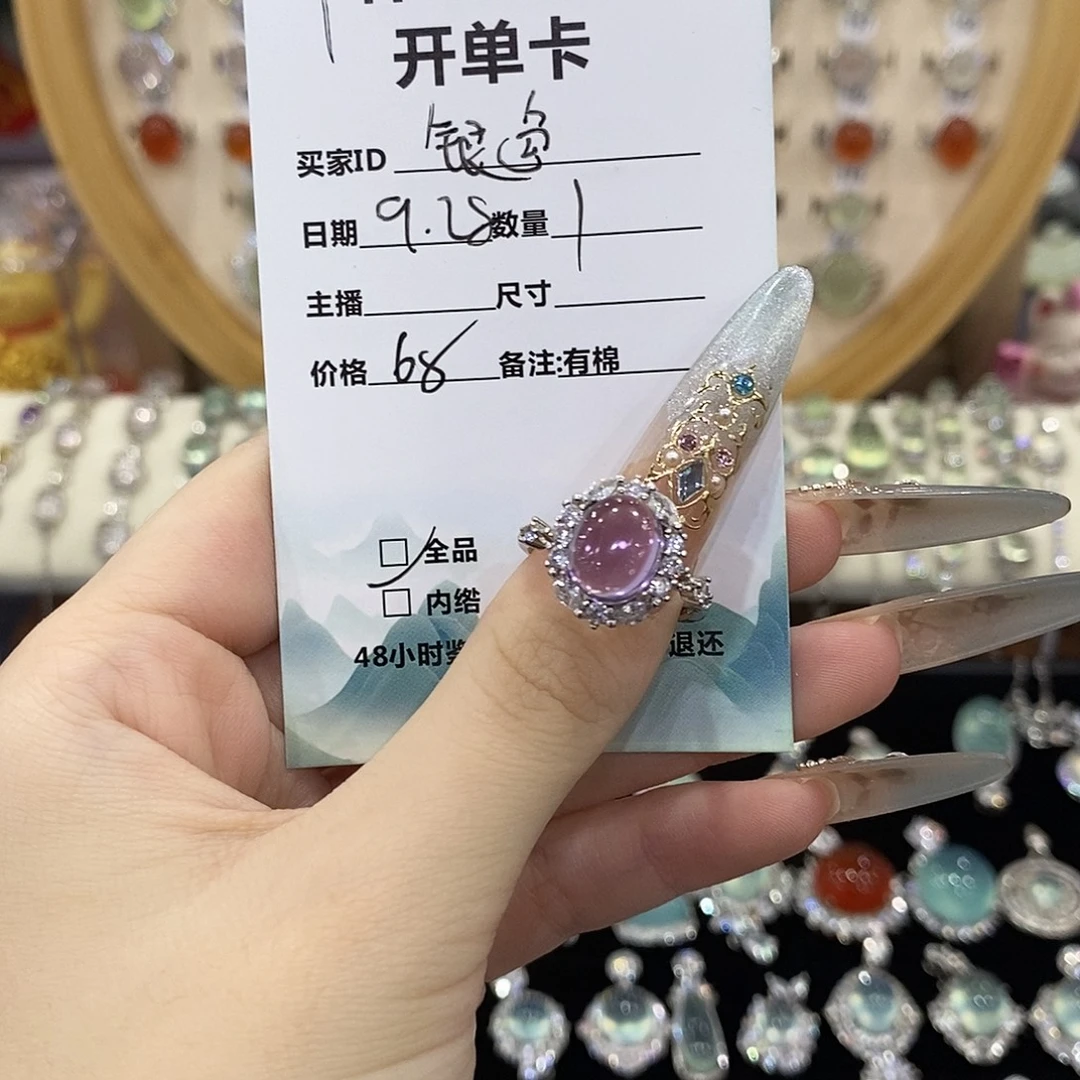 开单卡
买家ID 银逸
日期 9.28 数量 1
主播 尺寸
价格 68 备注:有棉
全品
内绺
48小时 退还